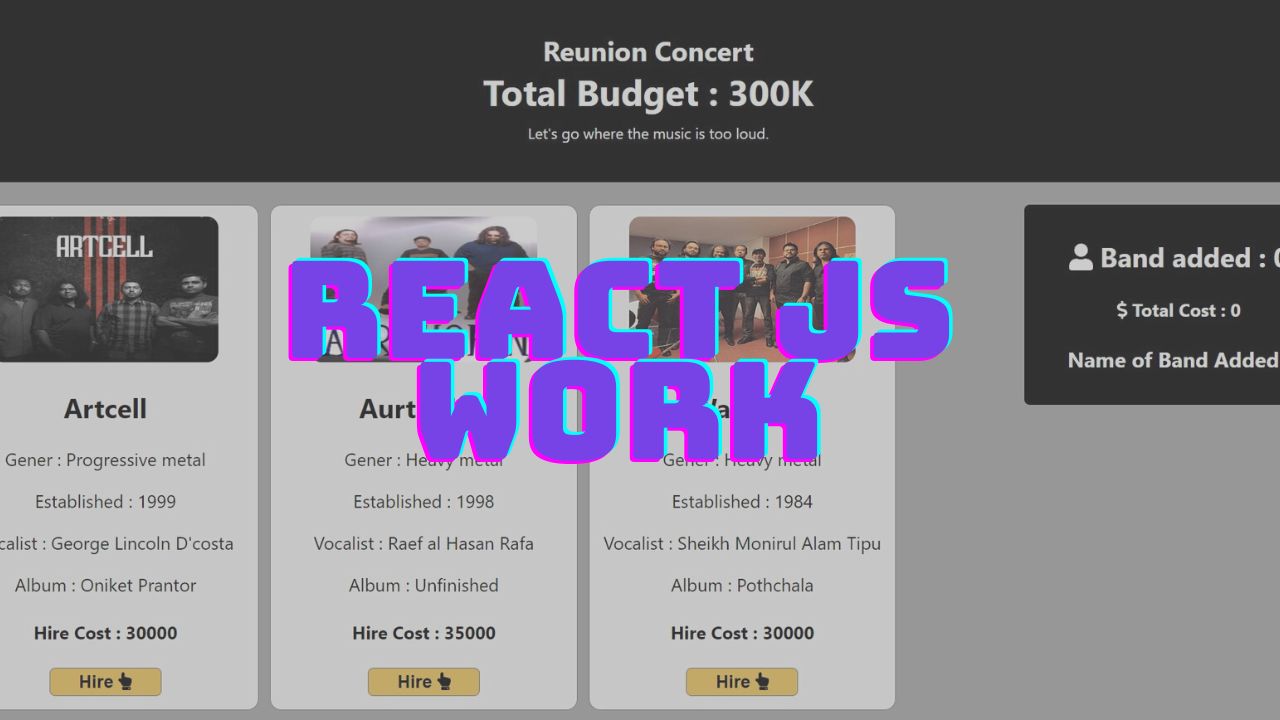 Reunion Concert
Total Budget : 300K
Let's go where the music is too loud.
ARTCELL
REACT JS
WORK
Artcell
Gener : Progressive metal
Established : 1999
calist : George Lincoln D'costa
Album : Oniket Prantor
Hire Cost : 30000
Hire
Aurt
Gener : Heavy metal
Established : 1998
Vocalist : Raef al Hasan Rafa
Album : Unfinished
Hire Cost : 35000
Hire
Gener : Heavy metal
Established : 1984
Vocalist : Sheikh Monirul Alam Tipu
Album : Pothchala
Hire Cost : 30000
Hire
Band added : 0
$ Total Cost : 0
Name of Band Added